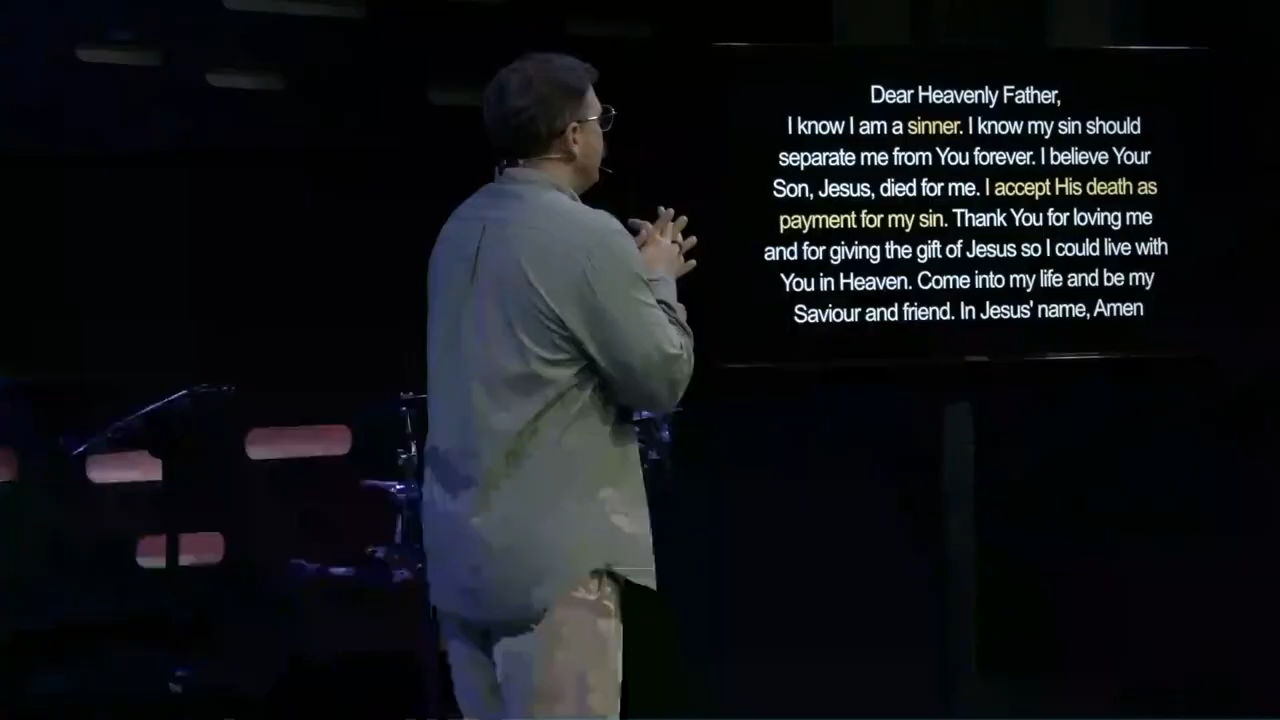 Dear Heavenly Father,
I know I am a sinner. I know my sin should
separate me from You forever. I believe Your
Son, Jesus, died for me. I accept His death as
payment for my sin. Thank You for loving me
and for giving the gift of Jesus so I could live with
You in Heaven. Come into my life and be my
Saviour and friend. In Jesus' name, Amen